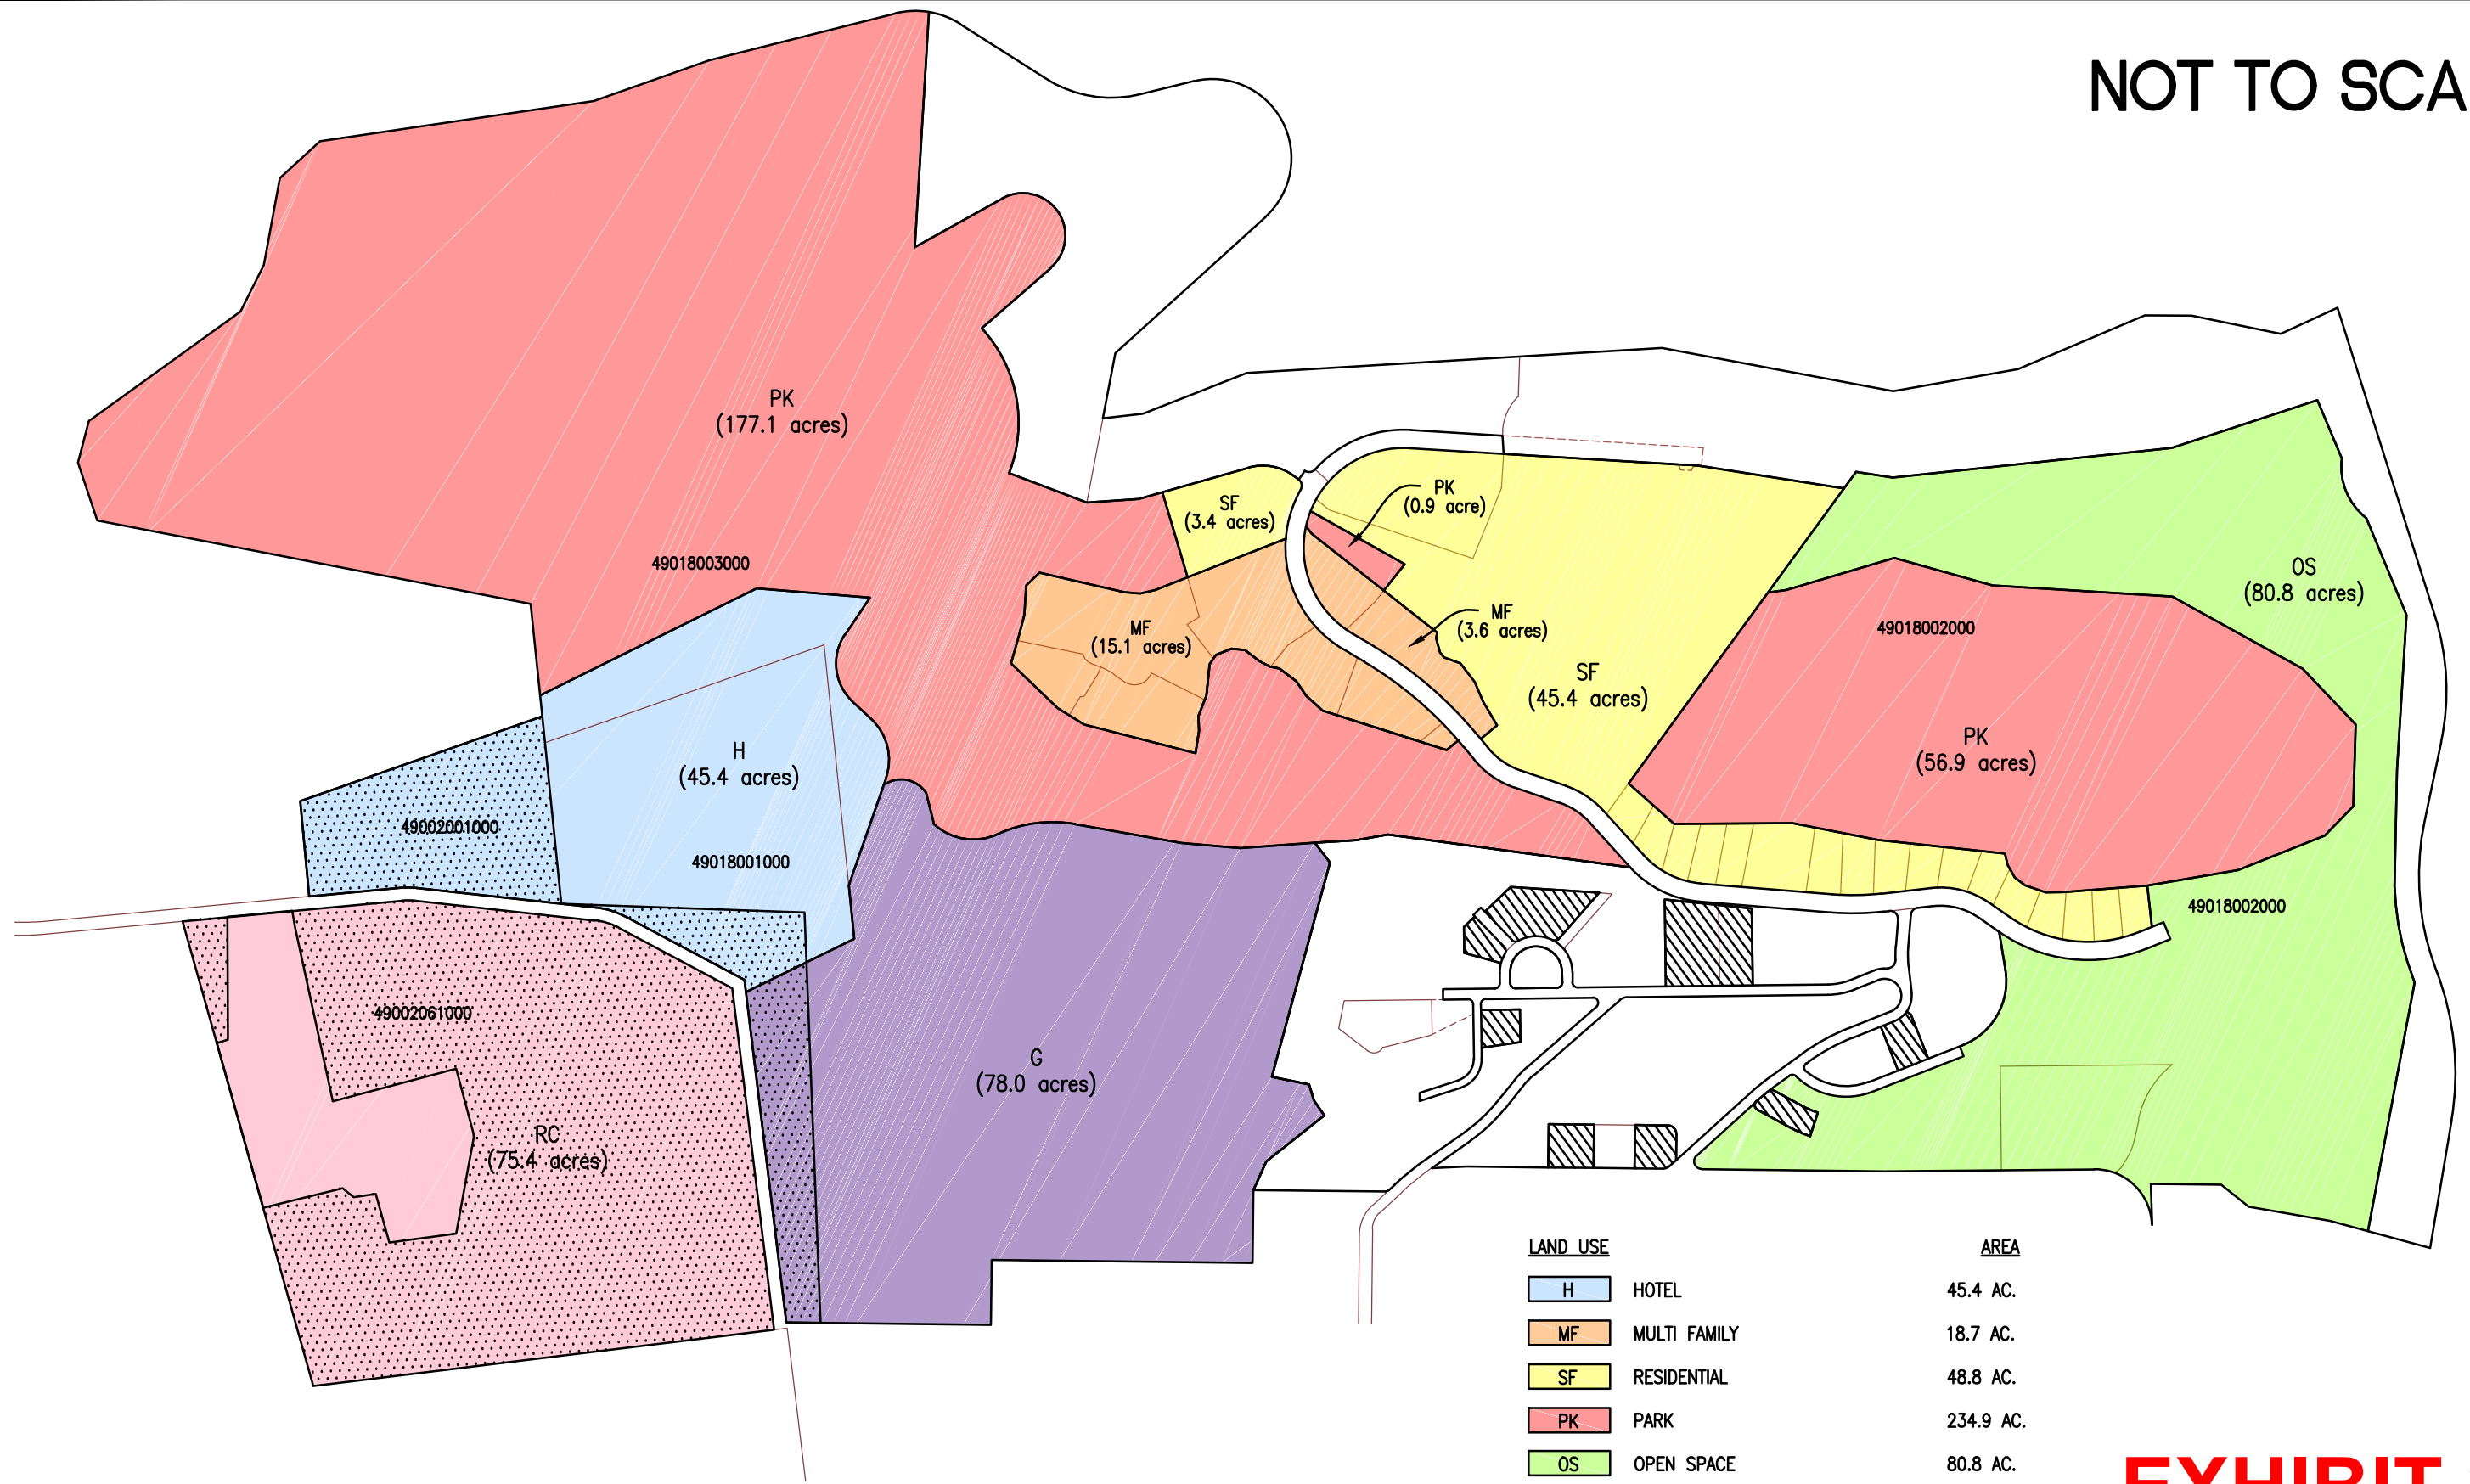 NOT TO SCA
PK
(177.1 acres)
SF
(3.4 acres)
PK
(0.9 acre)
49018003000
OS
(80.8 acres)
MF
(15.1 acres)
MF
(3.6 acres)
49018002000
SF
(45.4 acres)
PK
(56.9 acres)
H
(45.4 acres)
49002001000
49018001000
49018002000
49002061000
G
(78.0 acres)
RC
(75.4 acres)
LAND USE AREA
H HOTEL 45.4 AC.
MF MULTI FAMILY 18.7 AC.
SF RESIDENTIAL 48.8 AC.
PK PARK 234.9 AC.
OS OPEN SPACE 80.8 AC.
EXHIBIT